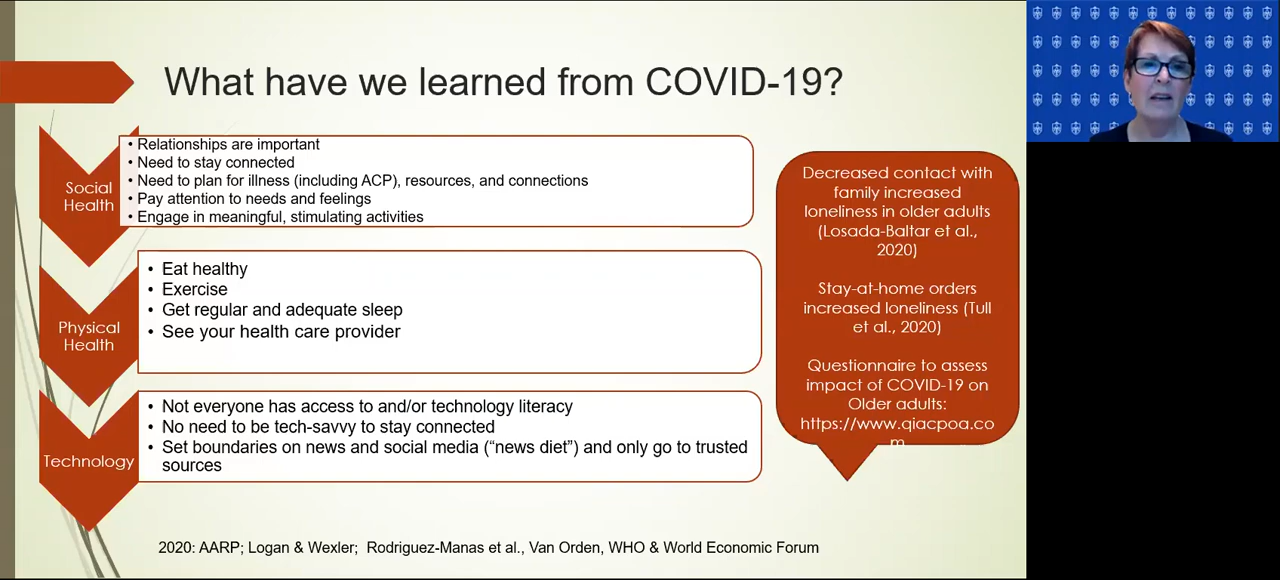 What have we learned from COVID-19?
Social
Health
• Relationships are important
• Need to stay connected
• Need to plan for illness (including ACP), resources, and connections
• Pay attention to needs and feelings
• Engage in meaningful, stimulating activities
Physical
Health
• Eat healthy
• Exercise
• Get regular and adequate sleep
• See your health care provider
Technology
• Not everyone has access to and/or technology literacy
• No need to be tech-savvy to stay connected
• Set boundaries on news and social media (“news diet”) and only go to trusted
sources
Decreased contact with
family increased
loneliness in older adults
(Losada-Baltar et al.,
2020)
Stay-at-home orders
increased loneliness (Tull
et al., 2020)
Questionnaire to assess
impact of COVID-19 on
Older adults:
https://www.qiacpoa.co
m
2020: AARP; Logan & Wexler; Rodriguez-Manas et al., Van Orden, WHO & World Economic Forum